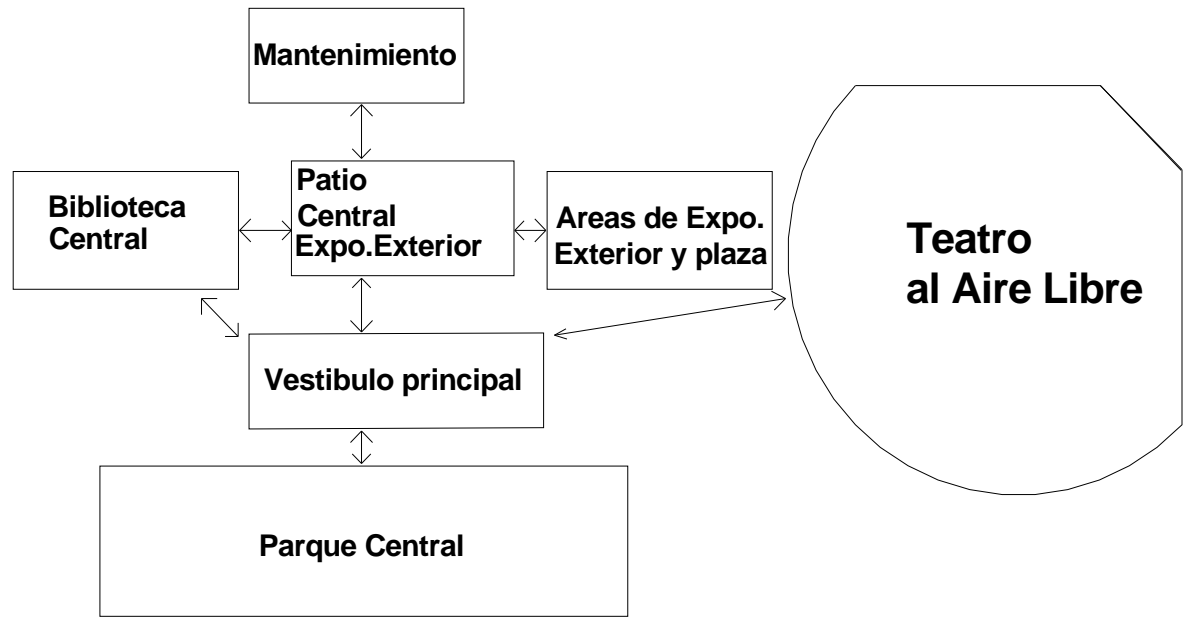 Mantenimiento
Biblioteca
Central
Patio
Central
Expo.Exterior
Areas de Expo.
Exterior y plaza
Teatro
al Aire Libre
Vestibulo principal
Parque Central